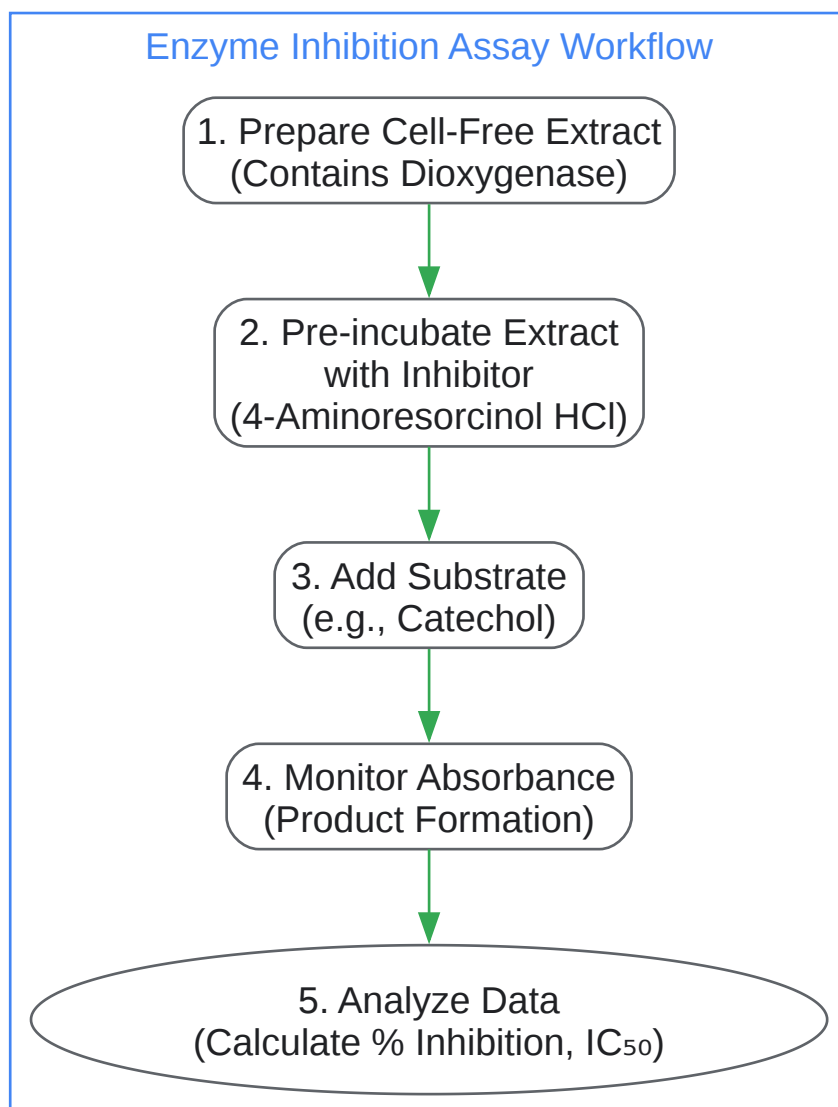 Enzyme Inhibition Assay Workflow
1. Prepare Cell-Free Extract
(Contains Dioxygenase)
2. Pre-incubate Extract
with Inhibitor
(4-Aminoresorcinol HCl)
3. Add Substrate
(e.g., Catechol)
4. Monitor Absorbance
(Product Formation)
5. Analyze Data
(Calculate % Inhibition, IC₅₀)